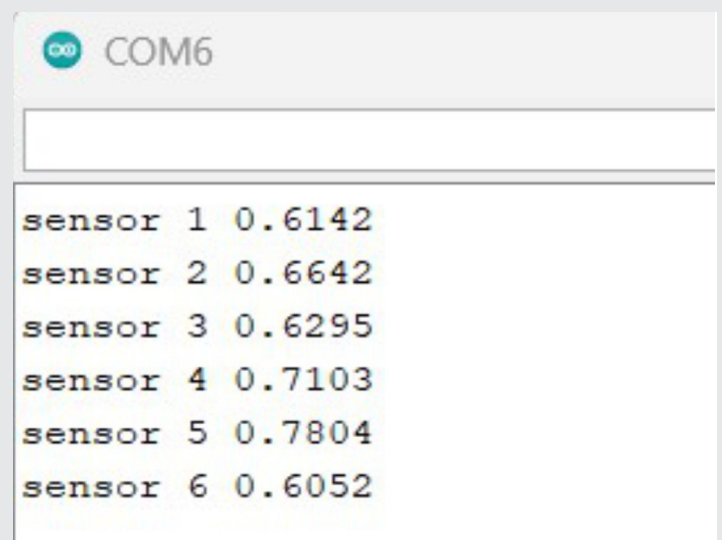 COM6
sensor 1 0.6142
sensor 2 0.6642
sensor 3 0.6295
sensor 4 0.7103
sensor 5 0.7804
sensor 6 0.6052